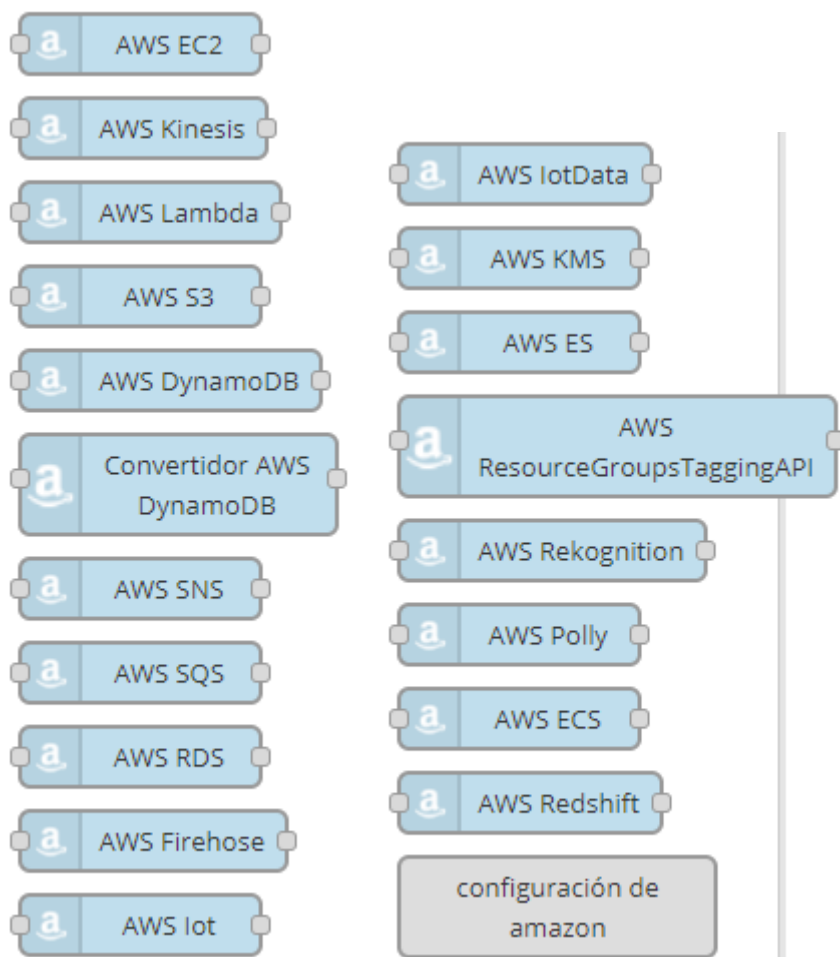 AWS EC2
AWS Kinesis
AWS Lambda
AWS S3
AWS DynamoDB
Convertidor AWS
DynamoDB
AWS SNS
AWS SQS
AWS RDS
AWS Firehose
AWS Iot
AWS IotData
AWS KMS
AWS ES
AWS
ResourceGroupsTaggingAPI
AWS Rekognition
AWS Polly
AWS ECS
AWS Redshift
configuración de
amazon